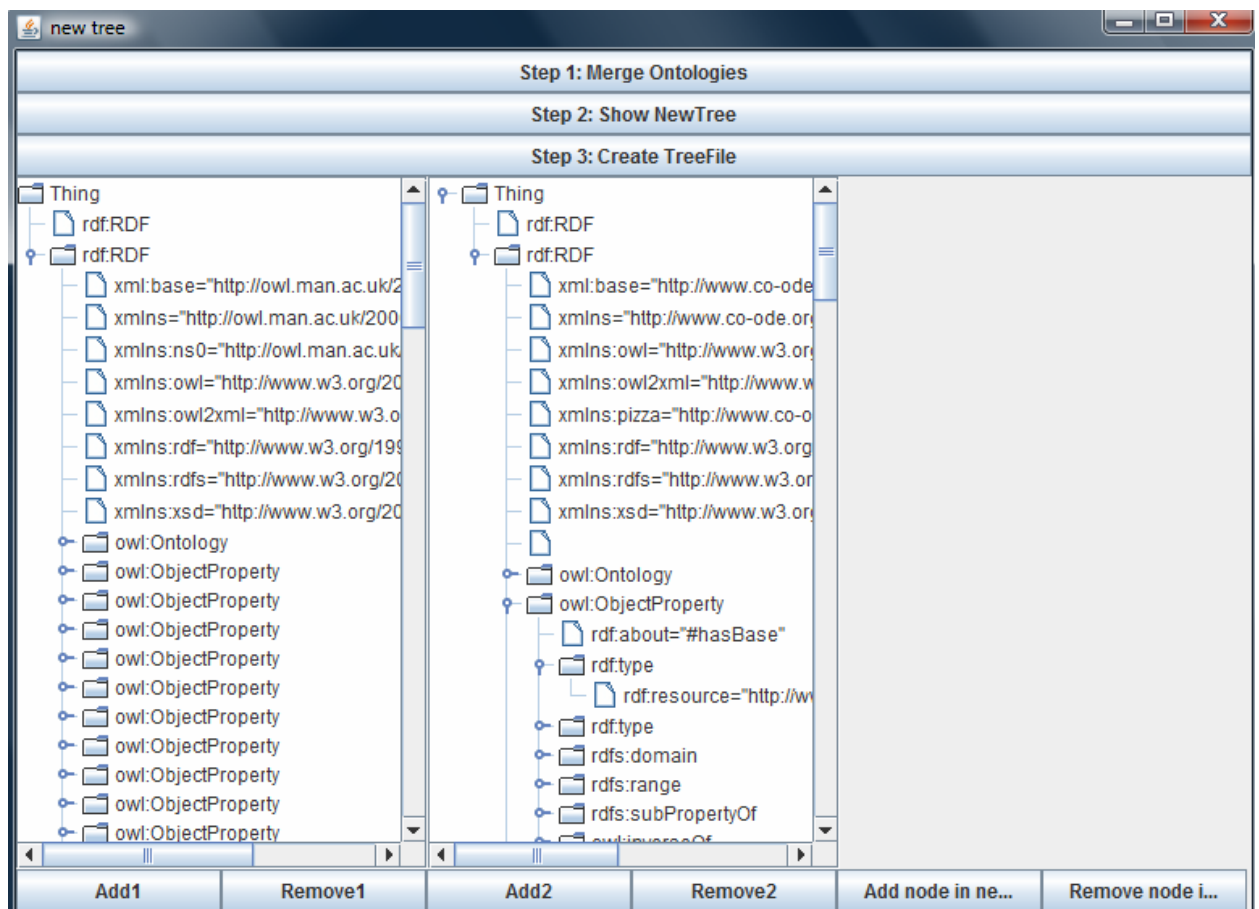 new tree
Step 1: Merge Ontologies
Step 2: Show NewTree
Step 3: Create TreeFile
Thing
rdf:RDF
rdf:RDF
xml:base="http://owl.man.ac.uk/2
xmlns="http://owl.man.ac.uk/200
xmlns:ns0="http://owl.man.ac.uk/
xmlns:owl="http://www.w3.org/20
xmlns:owl2xml="http://www.w3.o
xmlns:rdf="http://www.w3.org/199
xmlns:rdfs="http://www.w3.org/20
xmlns:xsd="http://www.w3.org/20
owl:Ontology
owl:ObjectProperty
owl:ObjectProperty
owl:ObjectProperty
owl:ObjectProperty
owl:ObjectProperty
owl:ObjectProperty
owl:ObjectProperty
owl:ObjectProperty
owl:ObjectProperty
owl:ObjectProperty
Thing
rdf:RDF
rdf:RDF
xml:base="http://www.co-ode
xmlns="http://www.co-ode.org
xmlns:owl="http://www.w3.org
xmlns:owl2xml="http://www.w
xmlns:pizza="http://www.co-o
xmlns:rdf="http://www.w3.org
xmlns:rdfs="http://www.w3.or
xmlns:xsd="http://www.w3.org
owl:Ontology
owl:ObjectProperty
rdf:about="#hasBase"
rdf:type
rdf:resource="http://w
rdf:type
rdfs:domain
rdfs:range
rdfs:subPropertyOf
owl:inverseOf
Add1
Remove1
Add2
Remove2
Add node in ne...
Remove node i...